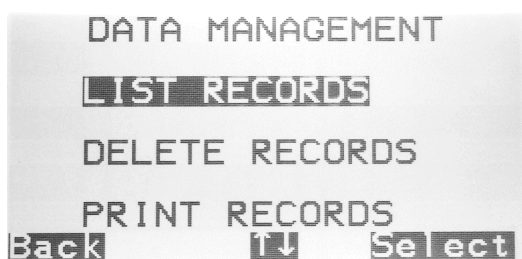 DATA MANAGEMENT
LIST RECORDS
DELETE RECORDS
PRINT RECORDS
Back ↑↓ Select